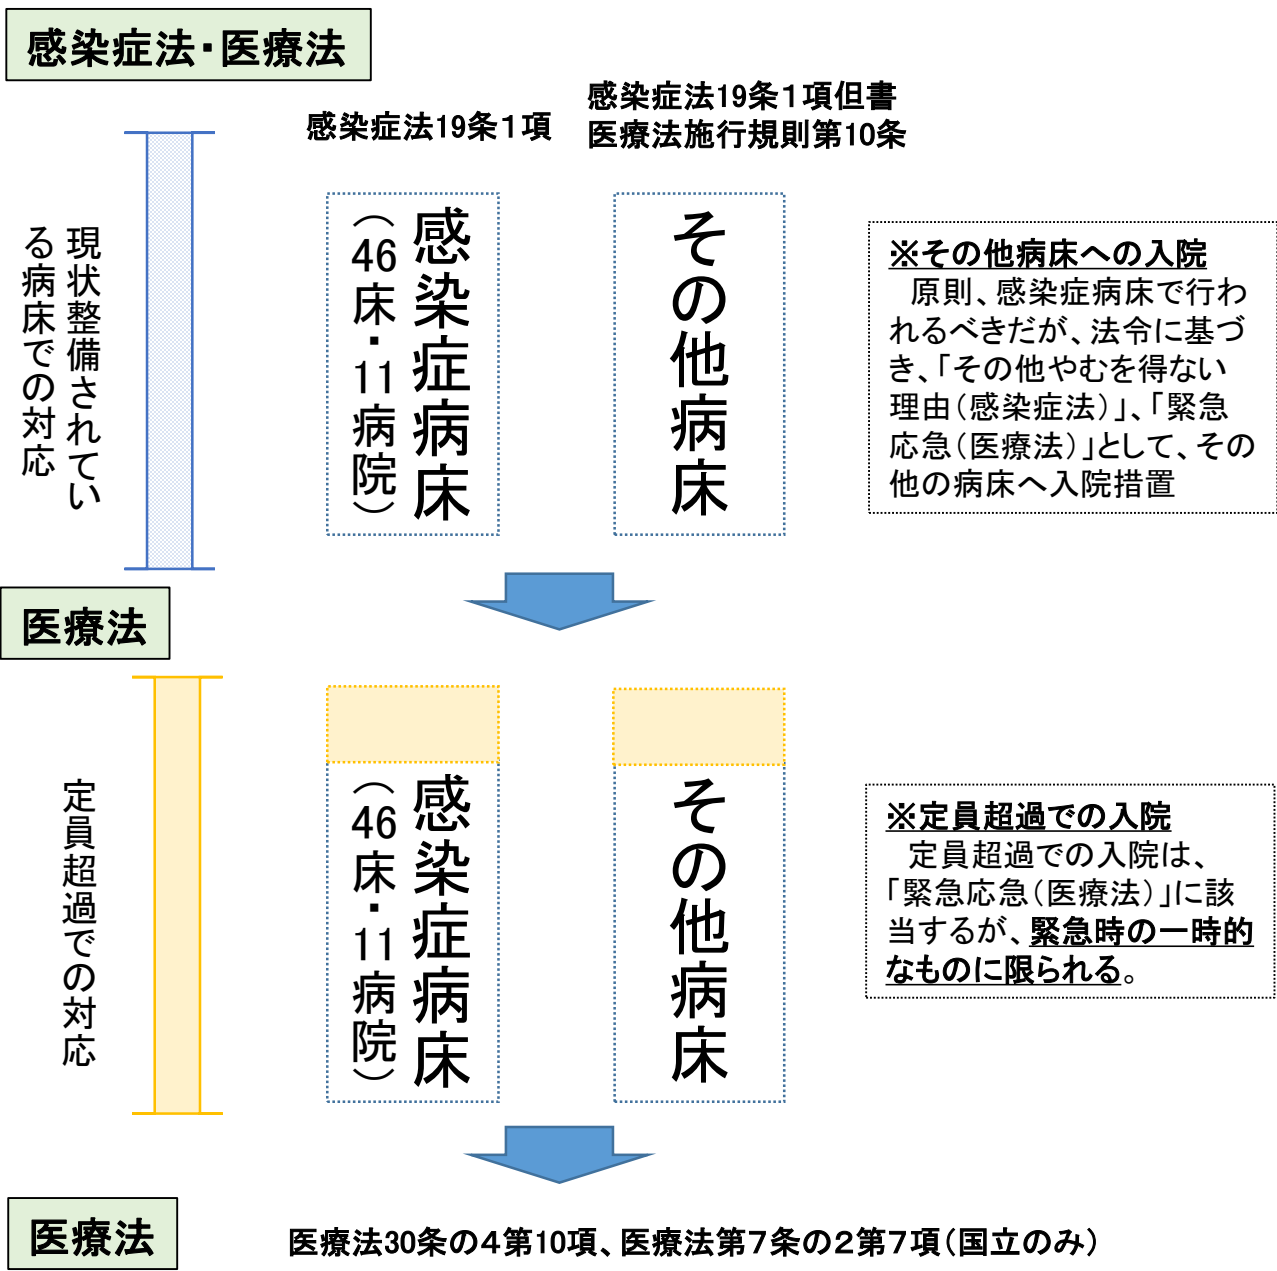 感染症法・医療法
感染症法19条１項
感染症法19条１項但書
医療法施行規則第10条
現状整備されてい
る病床での対応
感染症病床
（46床・11病院）
その他病床
※その他病床への入院
原則、感染症病床で行わ
れるべきだが、法令に基づ
き、「その他やむを得ない
理由（感染症法）」、「緊急
応急（医療法）」として、その
他の病床へ入院措置
医療法
定員超過での対応
感染症病床
（46床・11病院）
その他病床
※定員超過での入院
定員超過での入院は、
「緊急応急（医療法）」に該
当するが、緊急時の一時的
なものに限られる。
医療法
医療法30条の４第10項、医療法第７条の２第７項（国立のみ）